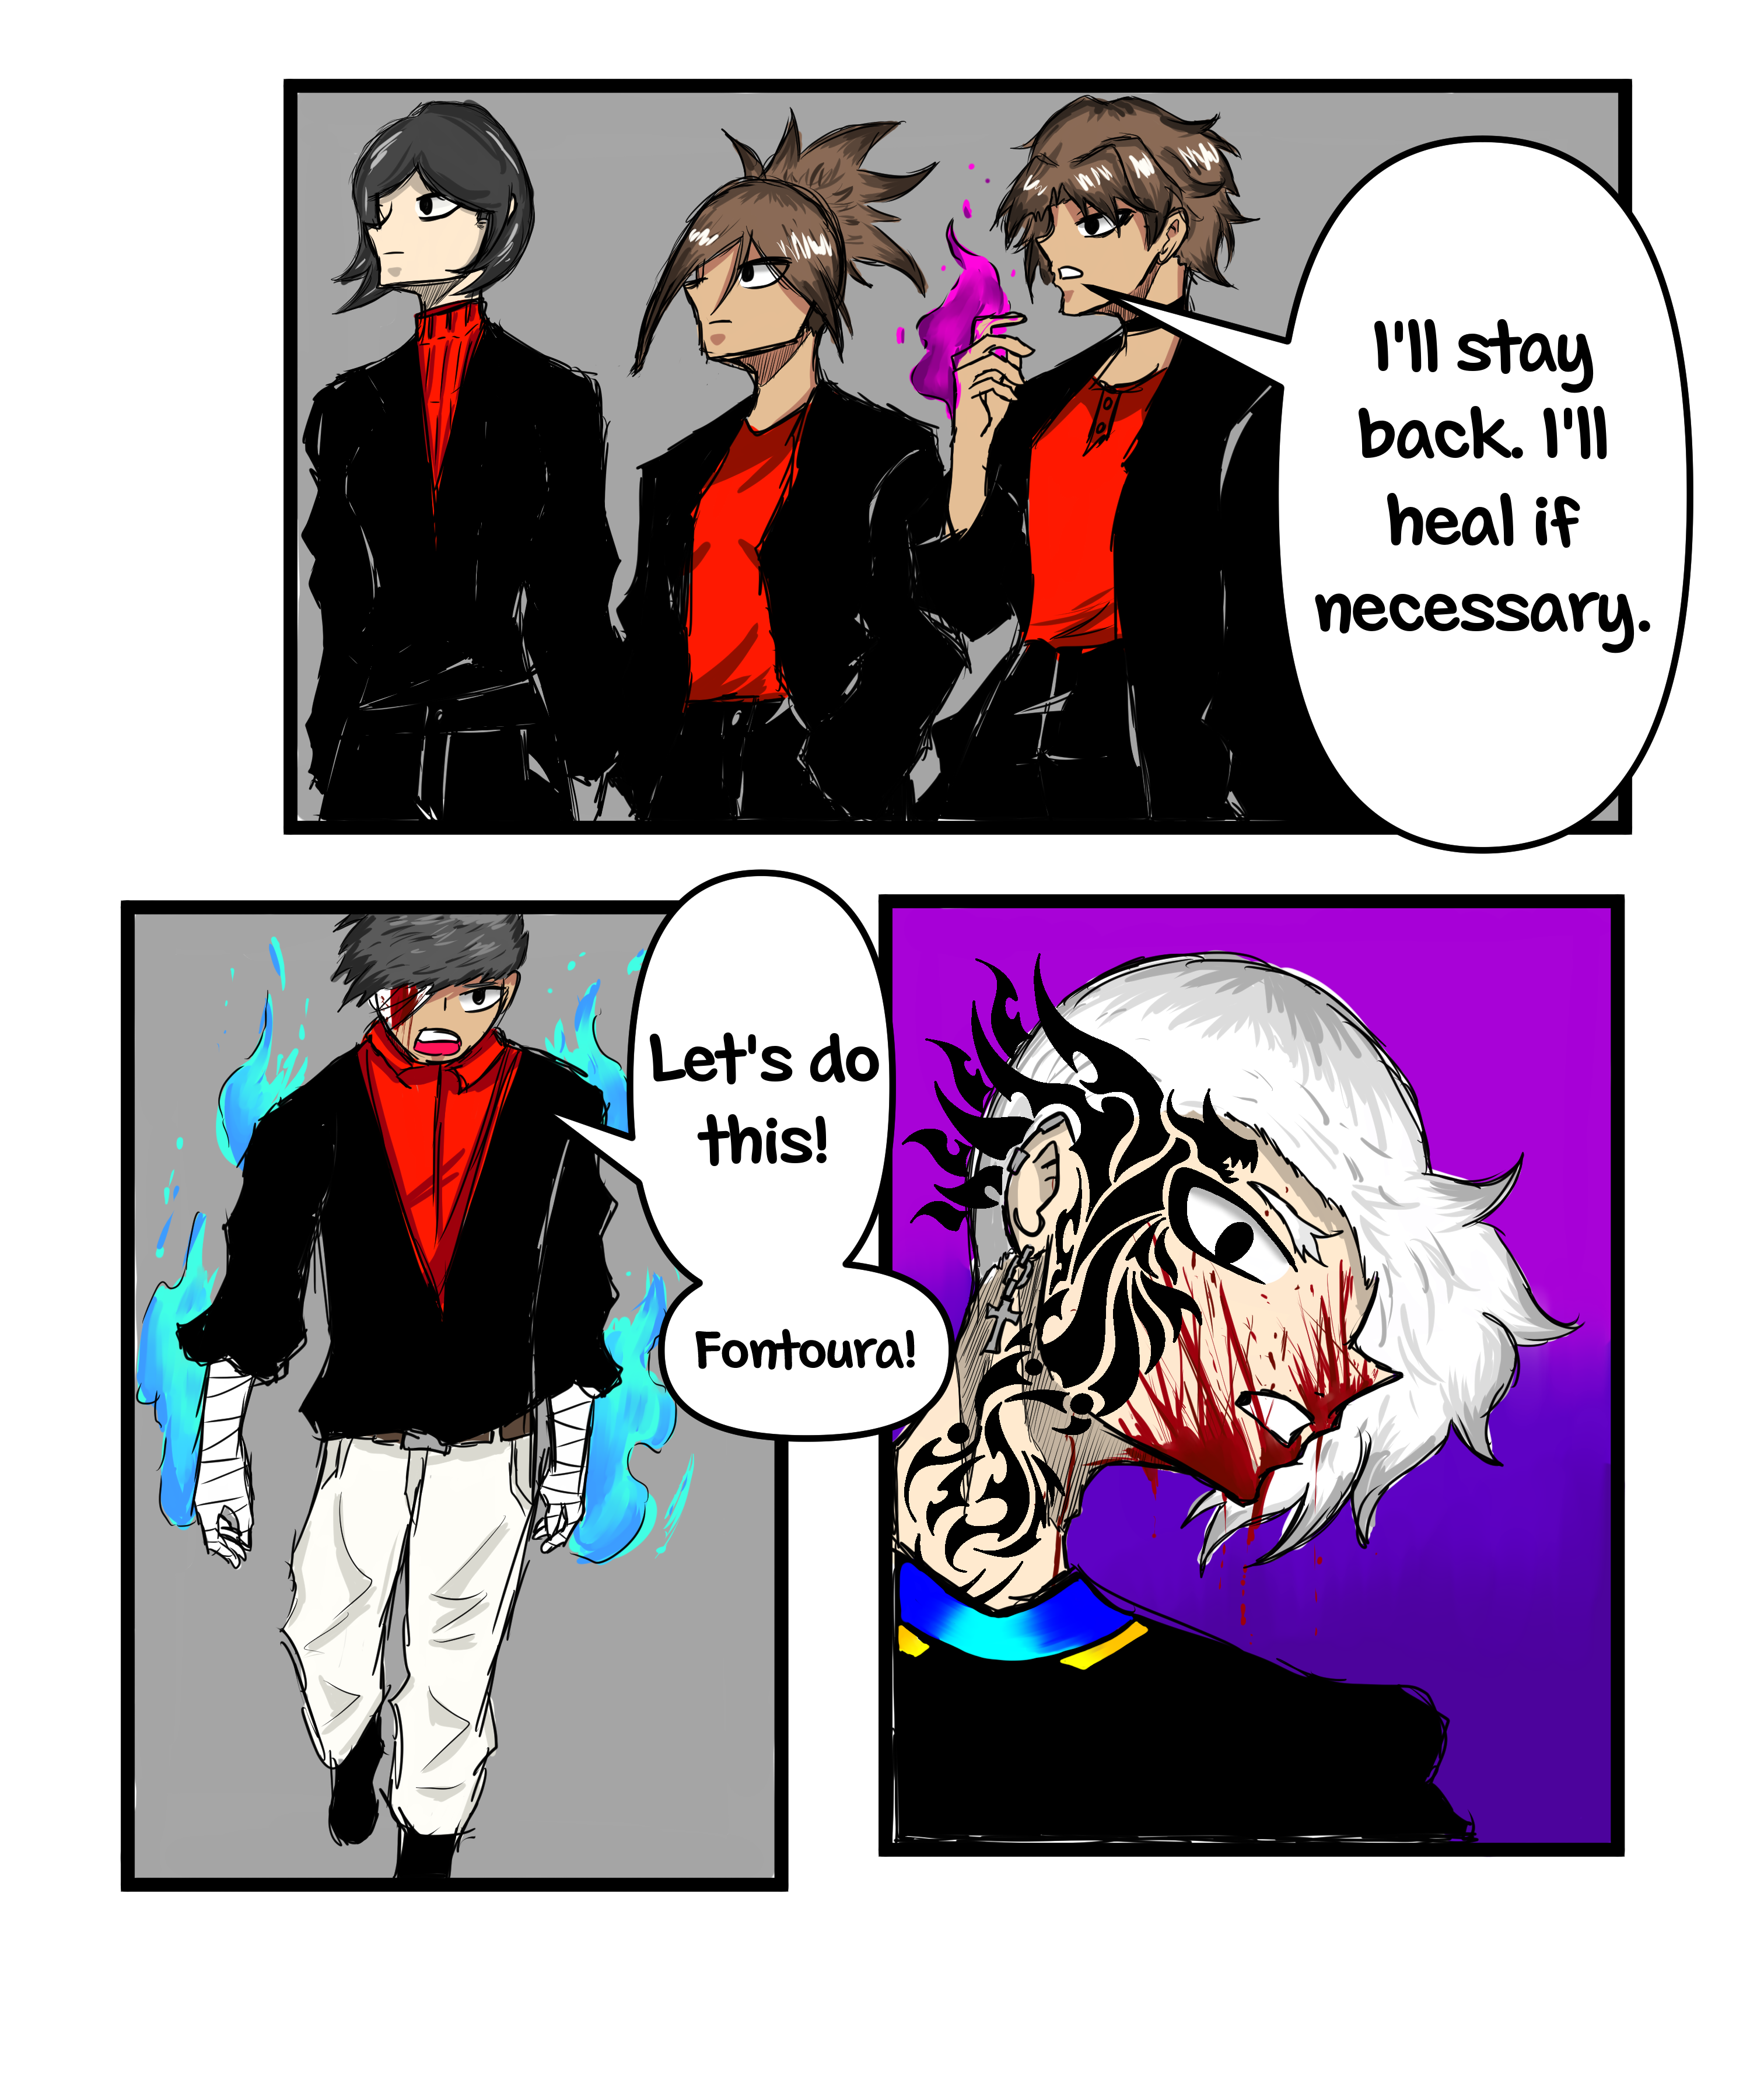 I'll stay
back. I'll
heal if
necessary.
Let's do
this!
Fontoura!